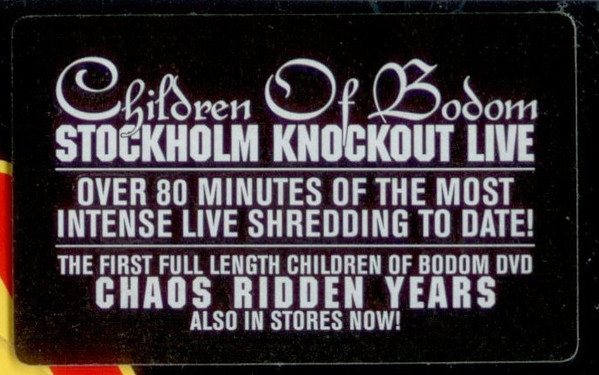 Children Of Bodom
STOCKHOLM KNOCKOUT LIVE
OVER 80 MINUTES OF THE MOST
INTENSE LIVE SHREDDING TO DATE!
THE FIRST FULL LENGTH CHILDREN OF BODOM DVD
CHAOS RIDDEN YEARS
ALSO IN STORES NOW!